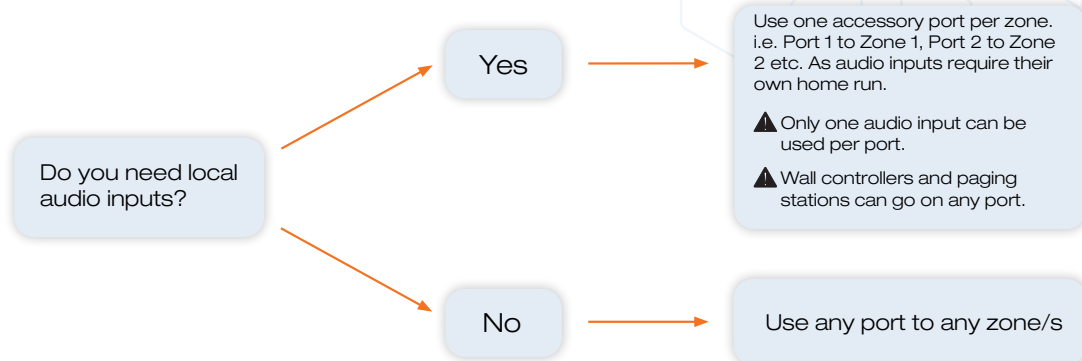 Do you need local
audio inputs?
Yes
Use one accessory port per zone.
i.e. Port 1 to Zone 1, Port 2 to Zone
2 etc. As audio inputs require their
own home run.
Only one audio input can be
used per port.
Wall controllers and paging
stations can go on any port.
No
Use any port to any zone/s